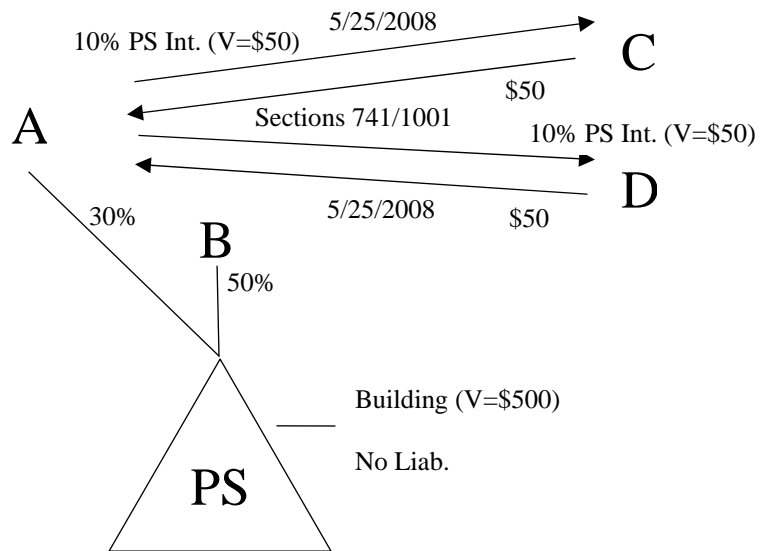 5/25/2008
10% PS Int. (V=$50)
C
$50
A
Sections 741/1001
10% PS Int. (V=$50)
D
5/25/2008
$50
30%
B
50%
Building (V=$500)
No Liab.
PS